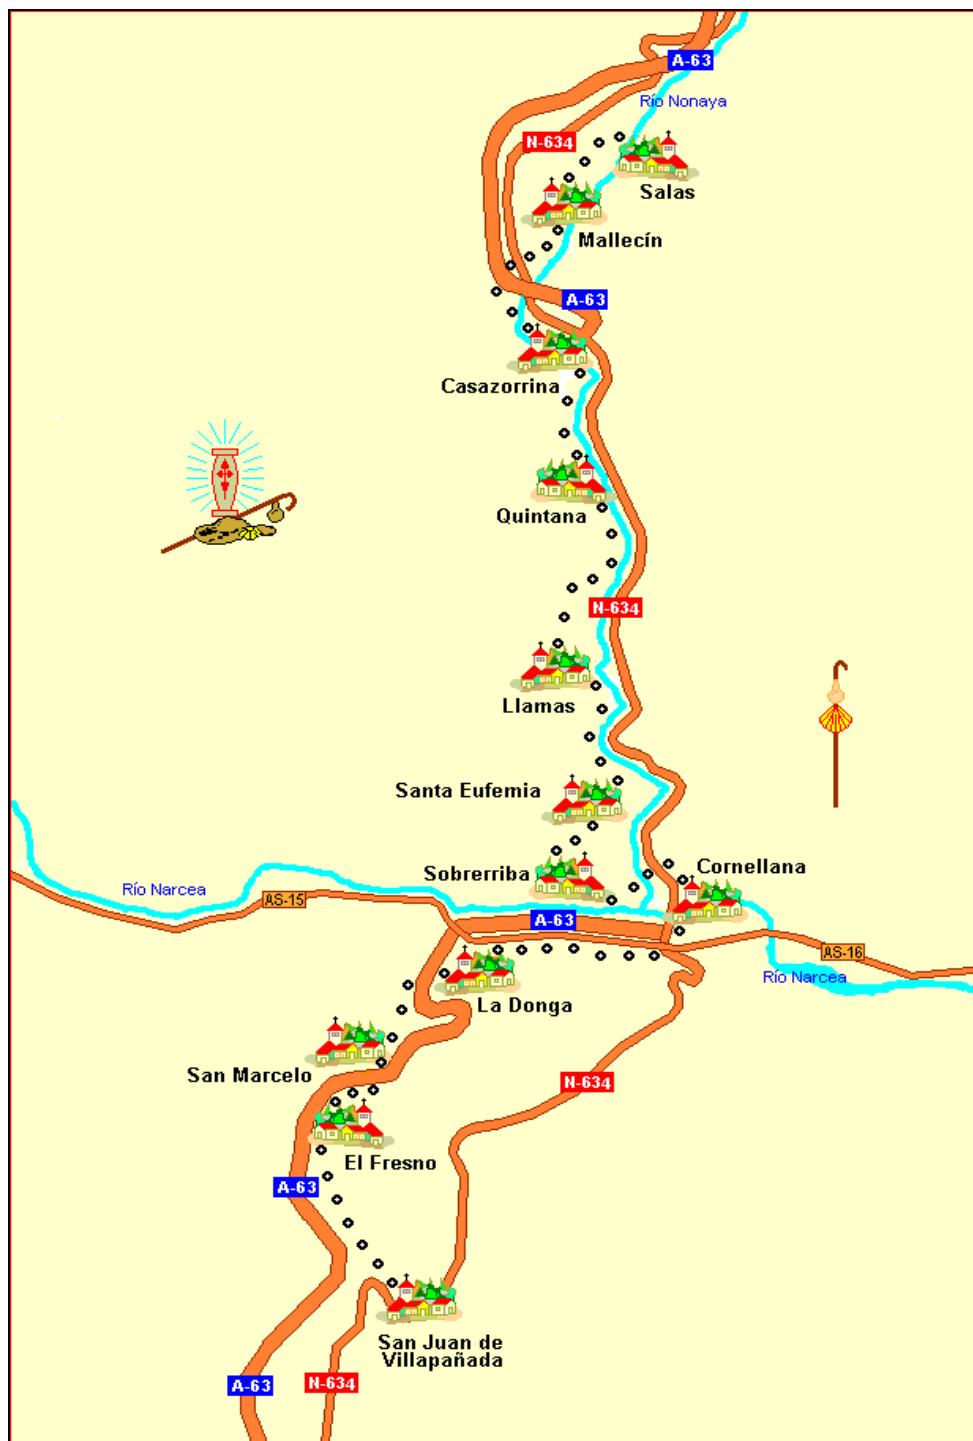 A-63
Río Nonaya
N-634
Salas
Mallecín
A-63
Casazorrina
Quintana
N-634
Llamas
Santa Eufemia
Cornellana
Sobrerriba
Río Narcea
AS-15
A-63
AS-16
Río Narcea
La Donga
San Marcelo
N-634
El Fresno
A-63
San Juan de
Villapañada
N-634
A-63